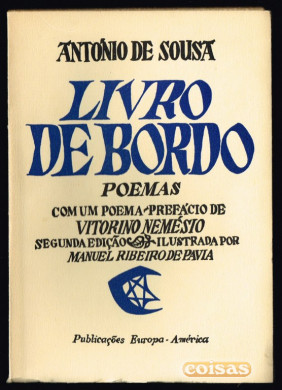 ANTÓNIO DE SOUSA
LIVRO
DE BORDO
POEMAS
COM UM POEMA-PREFÁCIO DE
VITORINO NEMÉSIO
SEGUNDA EDIÇÃO ILUSTRADA POR
MANUEL RIBEIRO DE PAVIA
Publicações Europa-América
coisas